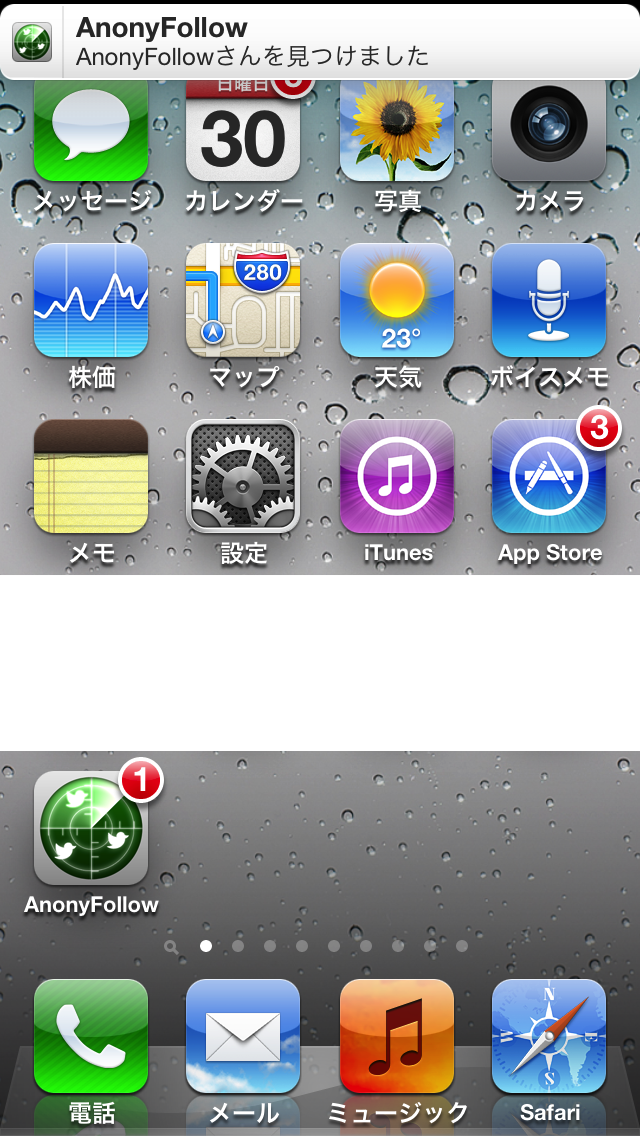 AnonyFollow
AnonyFollowさんを見つけました
日曜日
30
メッセージ
カレンダー
写真
カメラ
280
23°
株価
マップ
天気
ボイスメモ
3
メモ
設定
iTunes
App Store
1
AnonyFollow
N
W
E
S
電話
メール
ミュージック
Safari